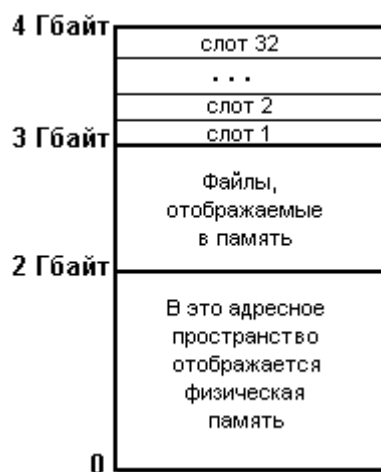 4 Гбайт
слот 32
. . .
слот 2
слот 1
3 Гбайт
Файлы,
отображаемые
в память
2 Гбайт
В это адресное
пространство
отображается
физическая
память
0